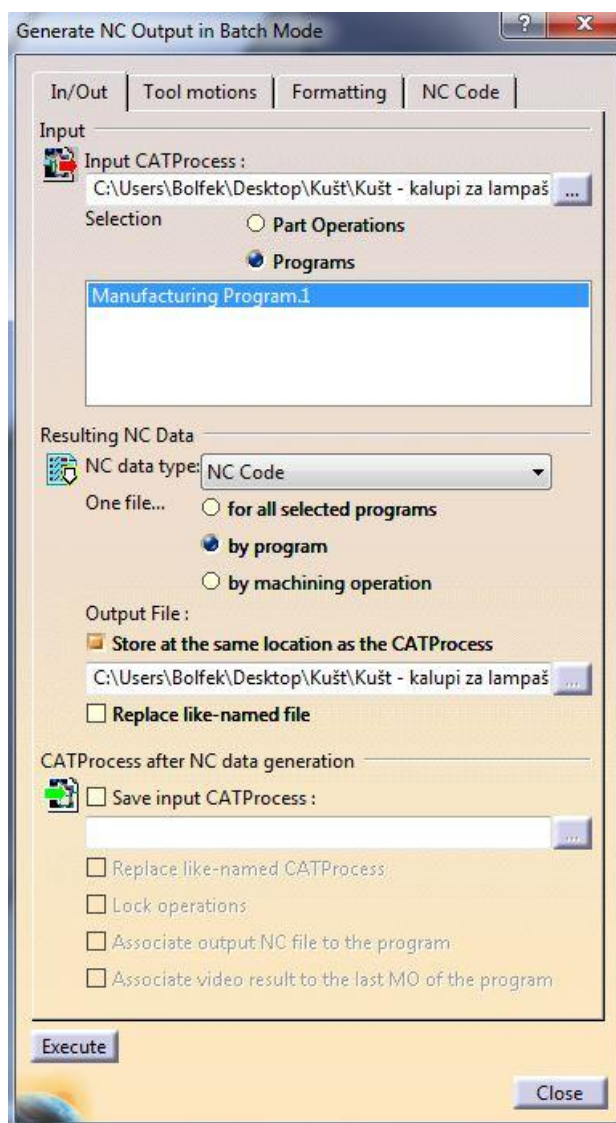 Generate NC Output in Batch Mode
?
X
In/Out
Tool motions
Formatting
NC Code
Input
Input CATProcess :
C:\Users\Bolfek\Desktop\Kušt\Kušt - kalupi za lampaš
...
Selection
Part Operations
Programs
Manufacturing Program.1
Resulting NC Data
NC data type:
NC Code
One file...
for all selected programs
by program
by machining operation
Output File :
Store at the same location as the CATProcess
C:\Users\Bolfek\Desktop\Kušt\Kušt - kalupi za lampaš
...
Replace like-named file
CATProcess after NC data generation
Save input CATProcess :
...
Replace like-named CATProcess
Lock operations
Associate output NC file to the program
Associate video result to the last MO of the program
Execute
Close